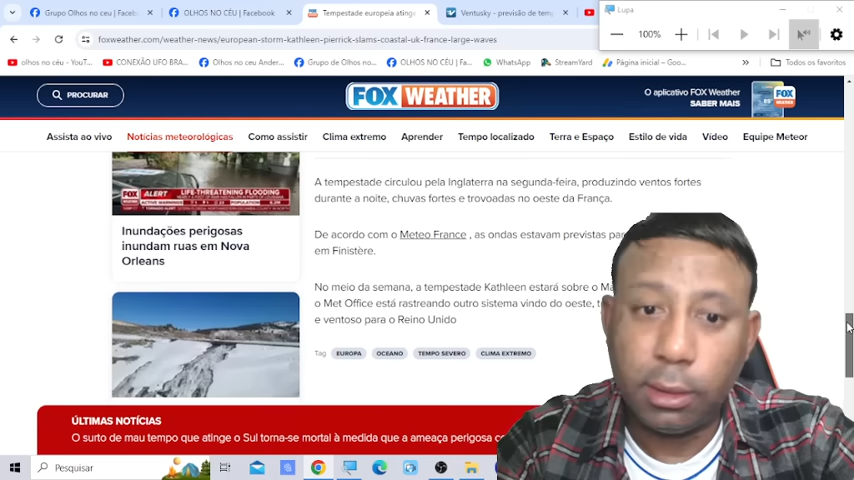 Grupo Olhos no ceu | Faceb
OLHOS NO CÉU | Facebook
Tempestade europeia atinge
Ventusky - previsão de tem
Lupa
100%
foxweather.com/weather-news/european-storm-kathleen-pierrick-slams-coastal-uk-france-large-waves
olhos no céu - YouT...
CONEXÃO UFO BRA...
Olhos no ceu Ander...
Grupo de Olhos no...
OLHOS NO CÉU | Fa...
WhatsApp
StreamYard
Página inicial – Goo...
»
Todos os favoritos
PROCURAR
FOX WEATHER
O aplicativo FOX Weather
SABER MAIS
FOX
Assista ao vivo
Notícias meteorológicas
Como assistir
Clima extremo
Aprender
Tempo localizado
Terra e Espaço
Estilo de vida
Vídeo
Equipe Meteor
ALERT
LIFE-THREATENING FLOODING
Inundações perigosas
inundam ruas em Nova
Orleans
A tempestade circulou pela Inglaterra na segunda-feira, produzindo ventos fortes
durante a noite, chuvas fortes e trovoadas no oeste da França.
De acordo com o Meteo France , as ondas estavam previstas par
em Finistère.
No meio da semana, a tempestade Kathleen estará sobre o Ma
o Met Office está rastreando outro sistema vindo do oeste, t
e ventoso para o Reino Unido
Tag
EUROPA
OCEANO
TEMPO SEVERO
CLIMA EXTREMO
ÚLTIMAS NOTÍCIAS
O surto de mau tempo que atinge o Sul torna-se mortal à medida que a ameaça perigosa co
Pesquisar